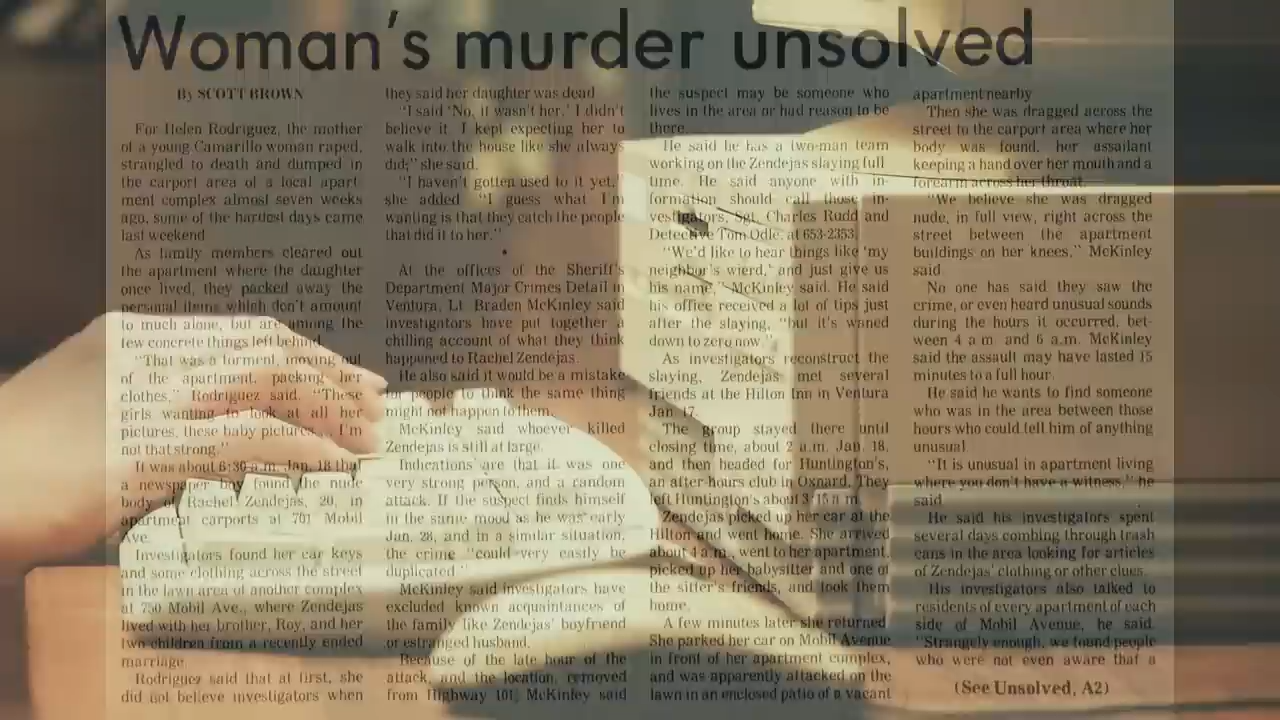 Woman's murder unsolved
By SCOTT BROWN
For Helen Rodriguez, the mother
of a young Camarillo woman raped,
strangled to death and dumped in
the carport area of a local apart-
ment complex almost seven weeks
ago, some of the hardest days came
last weekend
As family members cleared out
the apartment where the daughter
once lived, they packed away the
personal items which don't amount
to much alone, but are among the
few concrete things left behind.
"That was a torment, moving out
of the apartment, packing her
clothes," Rodriguez said. "These
girls wanting to look at all her
pictures, these baby pictures... I'm
not that strong."
It was about 6:30 a.m. Jan. 18 that
a newspaper boy found the nude
body of Rachel Zendejas, 20, in
apartment carports at 701 Mobil
Ave.
Investigators found her car keys
and some clothing across the street
in the lawn area of another complex
at 750 Mobil Ave., where Zendejas
lived with her brother, Roy, and her
two children from a recently ended
marriage
Rodriguez said that at first, she
did not believe investigators when
they said her daughter was dead
"I said 'No, it wasn't her.' I didn't
believe it. I kept expecting her to
walk into the house like she always
did;" she said.
"I haven't gotten used to it yet,"
she added "I guess what I'm
wanting is that they catch the people
that did it to her."
At the offices of the Sheriff's
Department Major Crimes Detail in
Ventura, Lt Braden McKinley said
investigators have put together a
chilling account of what they think
happened to Rachel Zendejas.
He also said it would be a mistake
for people to think the same thing
might not happen to them.
McKinley said whoever killed
Zendejas is still at large.
Indications are that it was one
very strong person, and a random
attack. If the suspect finds himself
in the same mood as he was early
Jan. 28, and in a similar situation,
the crime "could very easily be
duplicated"
McKinley said investigators have
excluded known acquaintances of
the family like Zendejas' boyfriend
or estranged husband.
Because of the late hour of the
attack, and the location, removed
from Highway 101, McKinley said
the suspect may be someone who
lives in the area or had reason to be
there.
He said he has a two-man team
working on the Zendejas slaying full
time. He said anyone with in-
formation should call those in-
vestigators, Sgt. Charles Rudd and
Detective Tom Odle, at 653-2353.
"We'd like to hear things like 'my
neighbor's wierd,' and just give us
his name," McKinley said. He said
his office received a lot of tips just
after the slaying, "but it's waned
down to zero now."
As investigators reconstruct the
slaying, Zendejas met several
friends at the Hilton Inn in Ventura
Jan 17.
The group stayed there until
closing time, about 2 a.m. Jan. 18,
and then headed for Huntington's,
an after-hours club in Oxnard. They
left Huntington's about 3:15 a.m.
Zendejas picked up her car at the
Hilton and went home. She arrived
about 4 a.m., went to her apartment,
picked up her babysitter and one of
the sitter's friends, and took them
home.
A few minutes later she returned.
She parked her car on Mobil Avenue
in front of her apartment complex,
and was apparently attacked on the
lawn in an enclosed patio of a vacant
apartment nearby
Then she was dragged across the
street to the carport area where her
body was found, her assailant
keeping a hand over her mouth and a
forearm across her throat.
"We believe she was dragged
nude, in full view, right across the
street between the apartment
buildings on her knees," McKinley
said
No one has said they saw the
crime, or even heard unusual sounds
during the hours it occurred, bet-
ween 4 a.m. and 6 a.m. McKinley
said the assault may have lasted 15
minutes to a full hour.
He said he wants to find someone
who was in the area between those
hours who could tell him of anything
unusual.
"It is unusual in apartment living
where you don't have a witness," he
said.
He said his investigators spent
several days combing through trash
cans in the area looking for articles
of Zendejas' clothing or other clues.
His investigators also talked to
residents of every apartment of each
side of Mobil Avenue, he said.
"Strangely enough, we found people
who were not even aware that a
(See Unsolved, A2)